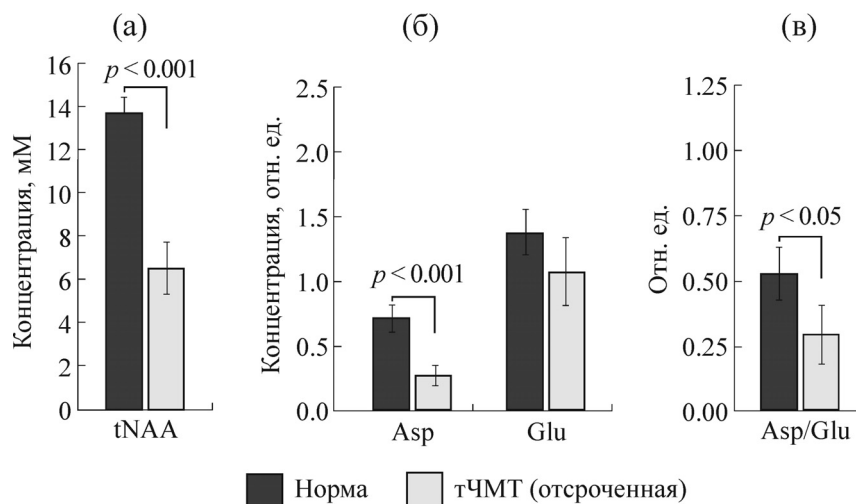 (а)
Концентрация, мМ
16
14
12
10
8
6
4
2
0
p < 0.001
tNAA
(б)
Концентрация, отн. ед.
2.5
2.0
1.5
1.0
0.5
0.0
p < 0.001
Asp
Glu
(в)
Отн. ед.
1.25
1.00
0.75
0.50
0.25
0.00
p < 0.05
Asp/Glu
Норма
тЧМТ (отсроченная)